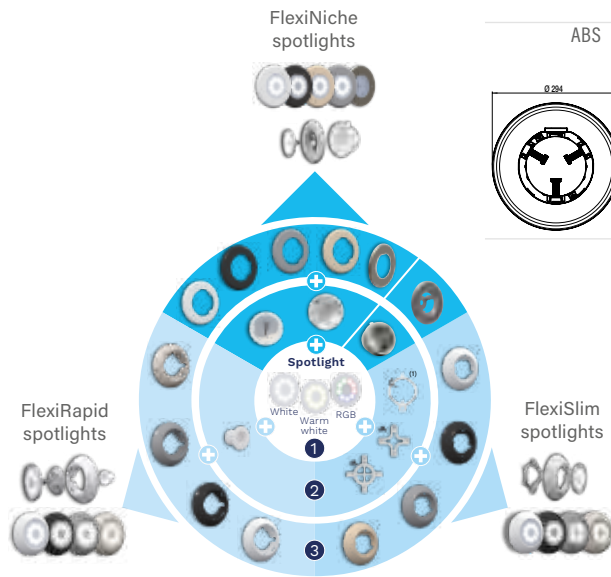 FlexiNiche
spotlights
ABS
Ø 294
Spotlight
(1)
White
Warm
white
RGB
1
2
3
FlexiRapid
spotlights
FlexiSlim
spotlights